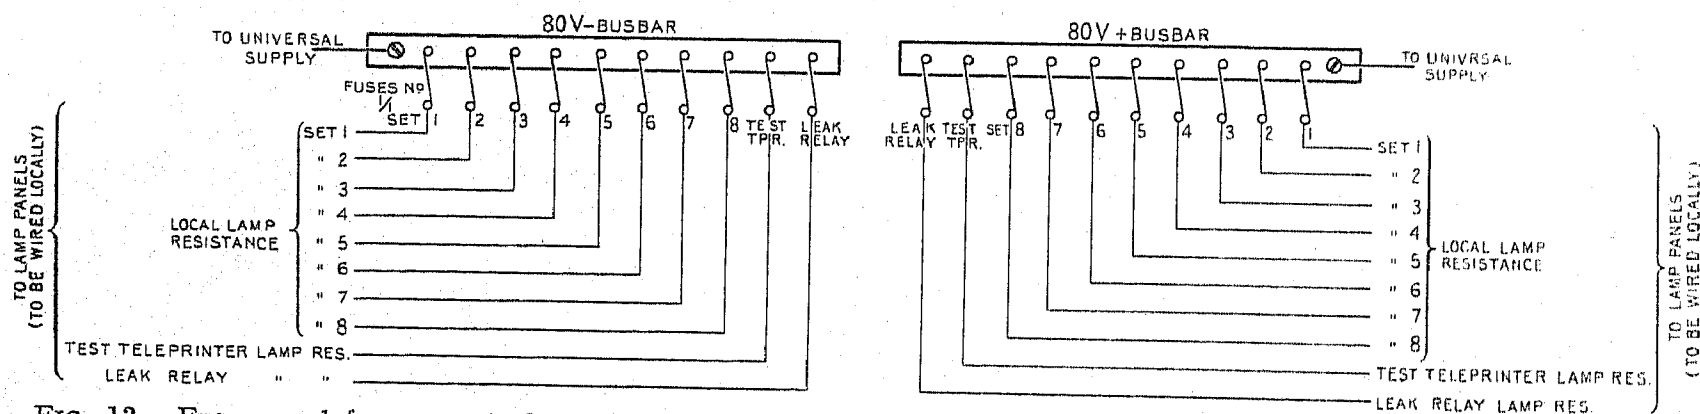 80V-BUSBAR
TO UNIVERSAL
SUPPLY
FUSES Nº
1/1
SET 1 2 3 4 5 6 7 8 TEST
TPR. LEAK
RELAY
SET 1
" 2
" 3
" 4
" 5
" 6
" 7
" 8
LOCAL LAMP
RESISTANCE
TEST TELEPRINTER LAMP RES.
LEAK RELAY " "
TO LAMP PANELS
(TO BE WIRED LOCALLY)
80V+BUSBAR
TO UNIVRSAL
SUPPLY
LEAK
RELAY TEST
TPR. SET 8 7 6 5 4 3 2 1
SET 1
" 2
" 3
" 4
" 5
" 6
" 7
" 8
LOCAL LAMP
RESISTANCE
TEST TELEPRINTER LAMP RES.
LEAK RELAY LAMP RES.
TO LAMP PANELS
(TO BE WIRED LOCALLY)